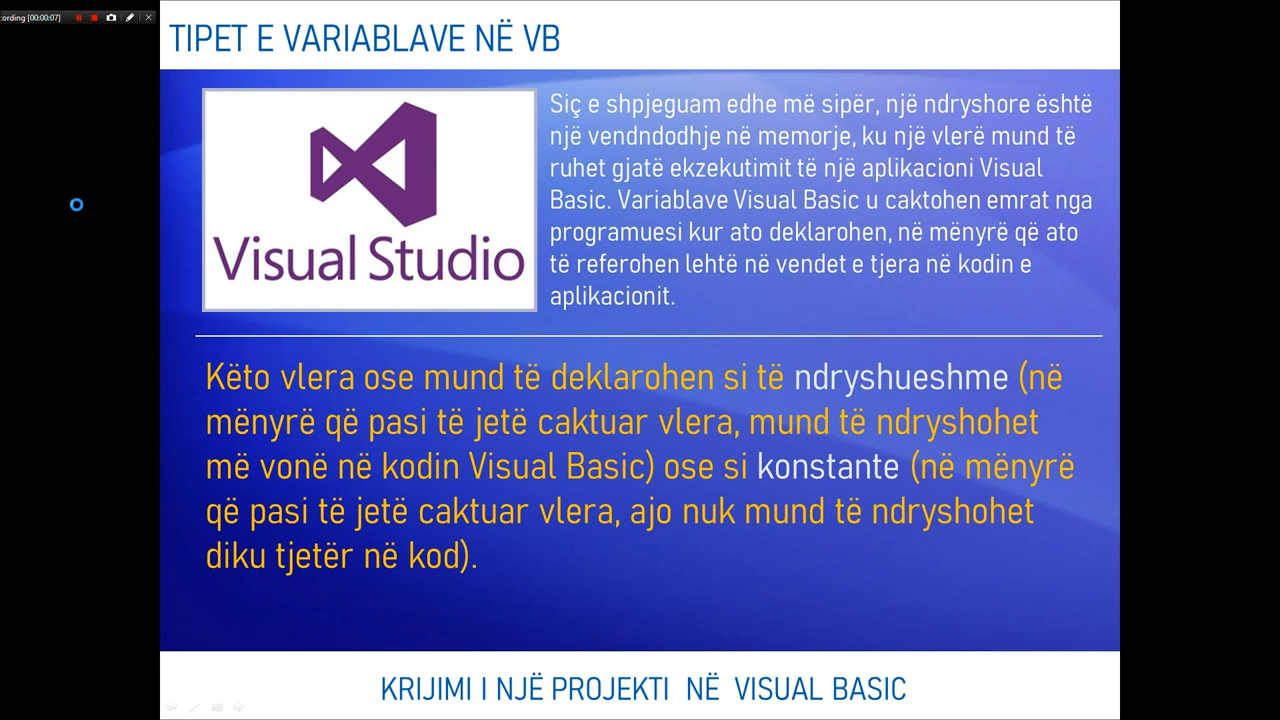 cording [00:00:07]
TIPET E VARIABLAVE NË VB
Visual Studio
Siç e shpjeguam edhe më sipër, një ndryshore është
një vendndodhje në memorje, ku një vlerë mund të
ruhet gjatë ekzekutimit të një aplikacioni Visual
Basic. Variablave Visual Basic u caktohen emrat nga
programuesi kur ato deklarohen, në mënyrë që ato
të referohen lehtë në vendet e tjera në kodin e
aplikacionit.
Këto vlera ose mund të deklarohen si të ndryshueshme (në
mënyrë që pasi të jetë caktuar vlera, mund të ndryshohet
më vonë në kodin Visual Basic) ose si konstante (në mënyrë
që pasi të jetë caktuar vlera, ajo nuk mund të ndryshohet
diku tjetër në kod).
KRIJIMI I NJË PROJEKTI NË VISUAL BASIC